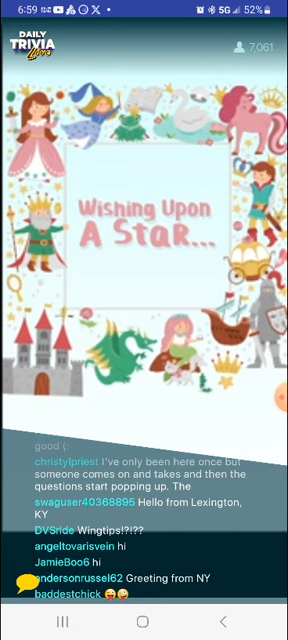 6:59 5G 52%
DAILY
TRIVIA
Live
7,061
Wishing Upon
A STAR...
good (:
christylpriest I've only been here once but
someone comes on and takes and then the
questions start popping up. The
swaguser40368895 Hello from Lexington,
KY
DVSride Wingtips!?!??
angeltovarisvein hi
JamieBoo6 hi
andersonrussel62 Greeting from NY
baddestchick 😜🤪